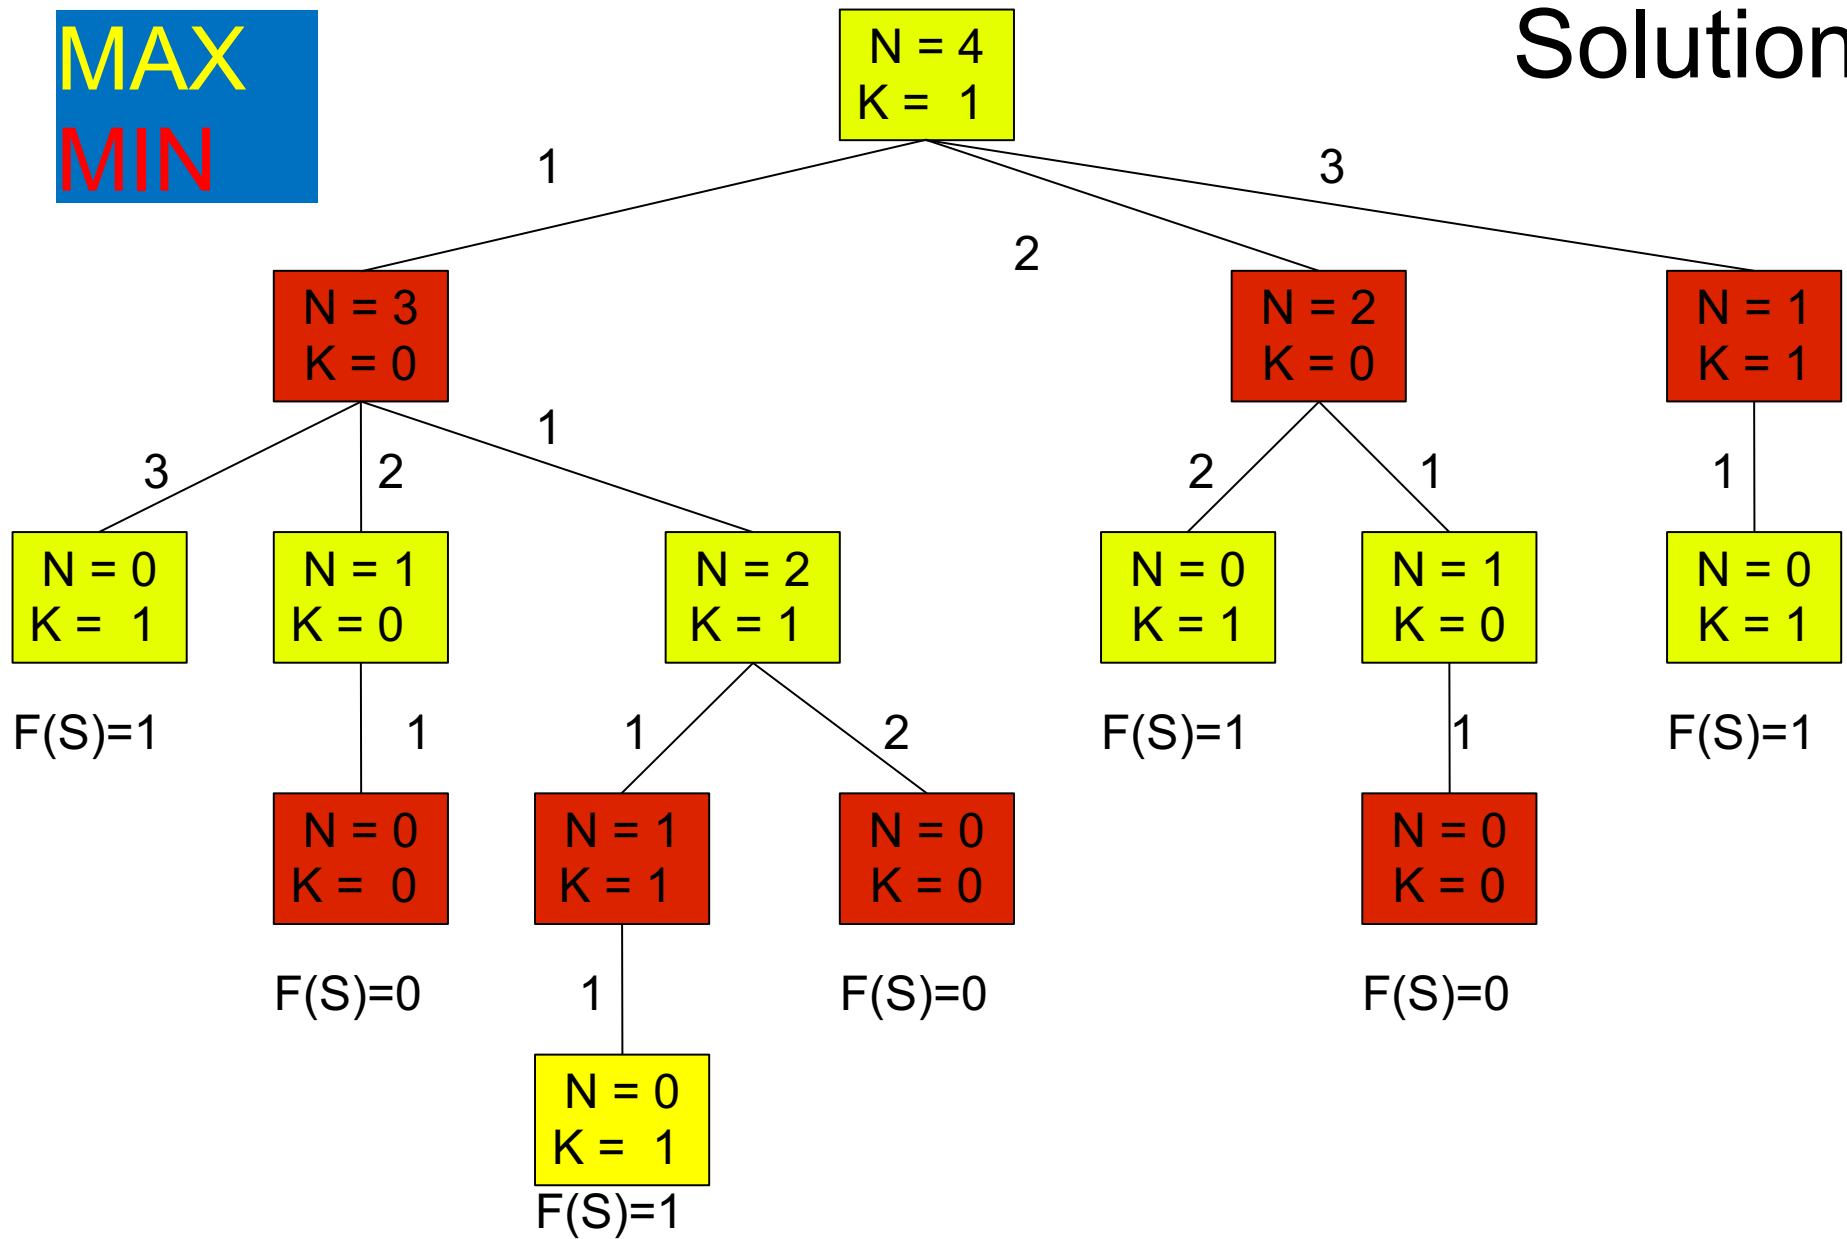 MAX
MIN
Solution
N = 4
K = 1
1
2
3
N = 3
K = 0
N = 2
K = 0
N = 1
K = 1
3
2
1
2
1
1
N = 0
K = 1
N = 1
K = 0
N = 2
K = 1
N = 0
K = 1
N = 1
K = 0
N = 0
K = 1
F(S)=1
1
1
2
F(S)=1
1
F(S)=1
N = 0
K = 0
N = 1
K = 1
N = 0
K = 0
N = 0
K = 0
F(S)=0
1
F(S)=0
F(S)=0
N = 0
K = 1
F(S)=1